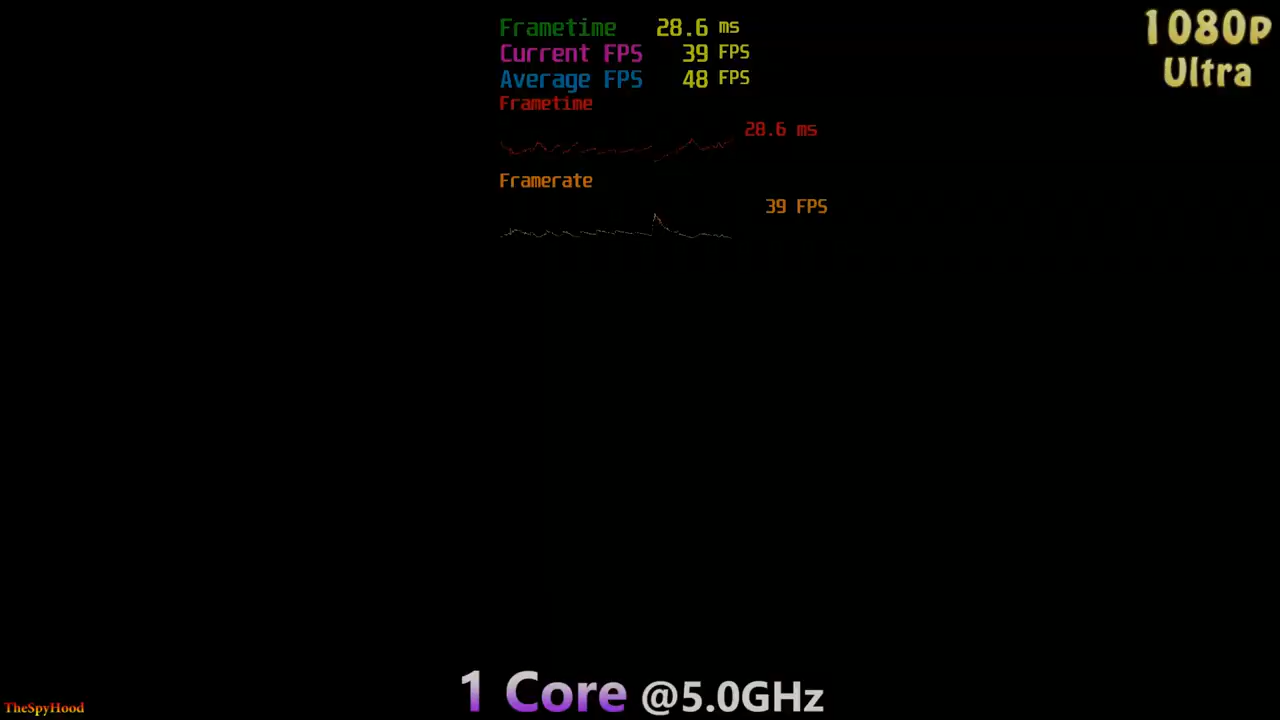 Frametime 28.6 ms
Current FPS 39 FPS
Average FPS 48 FPS
Frametime
28.6 ms
Framerate
39 FPS
1080p
Ultra
1 Core @5.0GHz
TheSpyHood